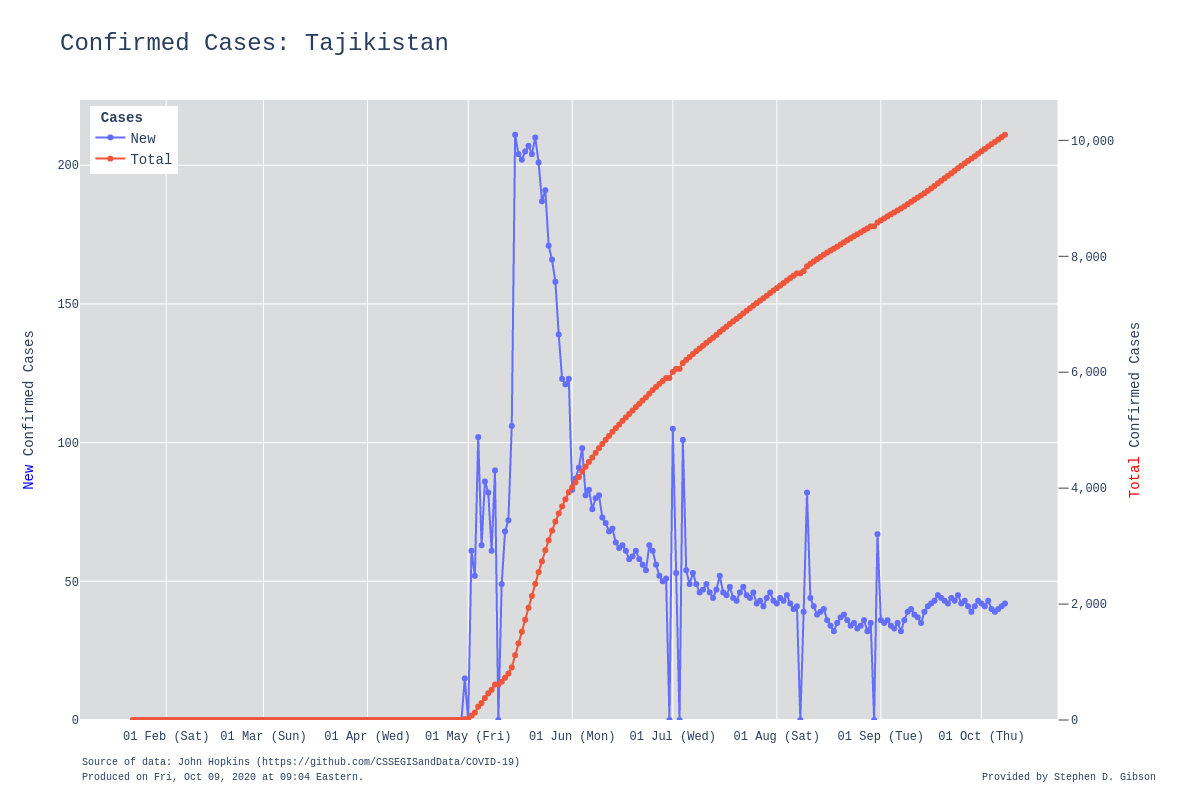 Confirmed Cases: Tajikistan
Cases
New
Total
200
150
100
50
0
10,000
8,000
6,000
4,000
2,000
0
New Confirmed Cases
Total Confirmed Cases
01 Feb (Sat) 01 Mar (Sun) 01 Apr (Wed) 01 May (Fri) 01 Jun (Mon) 01 Jul (Wed) 01 Aug (Sat) 01 Sep (Tue) 01 Oct (Thu)
Source of data: John Hopkins (https://github.com/CSSEGISandData/COVID-19)
Produced on Fri, Oct 09, 2020 at 09:04 Eastern.
Provided by Stephen D. Gibson